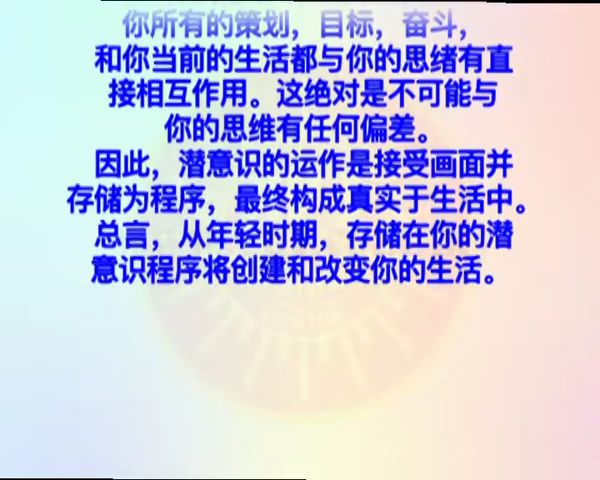 你所有的策划，目标，奋斗，
和你当前的生活都与你的思绪有直
接相互作用。这绝对是不可能与
你的思维有任何偏差。
因此，潜意识的运作是接受画面并
存储为程序，最终构成真实于生活中。
总言，从年轻时期，存储在你的潜
意识程序将创建和改变你的生活。